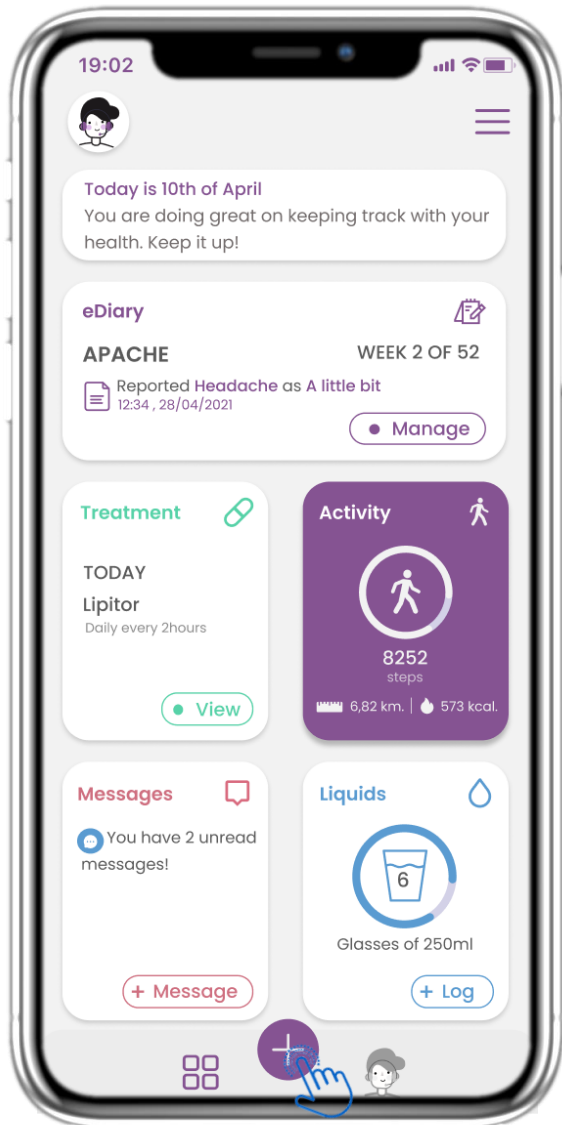 19:02
Today is 10th of April
You are doing great on keeping track with your
health. Keep it up!
eDiary
APACHE
WEEK 2 OF 52
Reported Headache as A little bit
12:34 , 28/04/2021
Manage
Treatment
TODAY
Lipitor
Daily every 2hours
View
Activity
8252
steps
6,82 km.
573 kcal.
Messages
You have 2 unread
messages!
+ Message
Liquids
6
Glasses of 250ml
+ Log